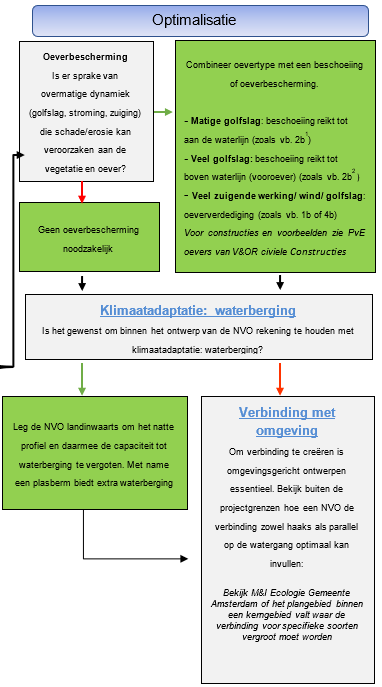 Optimalisatie
Oeverbescherming
Is er sprake van
overmatige dynamiek
(golfslag, stroming, zuiging)
die schade/erosie kan
veroorzaken aan de
vegetatie en oever?
Combineer oevertype met een beschoeiing
of oeverbescherming.
- Matige golfslag: beschoeiing reikt tot
aan de waterlijn (zoals vb. 2b¹)
- Veel golfslag: beschoeiing reikt tot
boven waterlijn (vooroever) (zoals vb. 2b²)
- Veel zuigende werking/ wind/ golfslag:
oeververdediging (zoals vb. 1b of 4b)
Voor constructies en voorbeelden zie PvE
oevers van V&OR civiele Constructies
Geen oeverbescherming
noodzakelijk
Klimaatadaptatie: waterberging
Is het gewenst om binnen het ontwerp van de NVO rekening te houden met
klimaatadaptatie: waterberging?
Leg de NVO landinwaarts om het natte
profiel en daarmee de capaciteit tot
waterberging te vergoten. Met name
een plasberm biedt extra waterberging
Verbinding met
omgeving
Om verbinding te creëren is
omgevingsgericht ontwerpen
essentieel. Bekijk buiten de
projectgrenzen hoe een NVO de
verbinding zowel haaks als parallel
op de watergang optimaal kan
invullen:
Bekijk M&I Ecologie Gemeente
Amsterdam of het plangebied binnen
een kerngebied valt waar de
verbinding voor specifieke soorten
vergroot moet worden